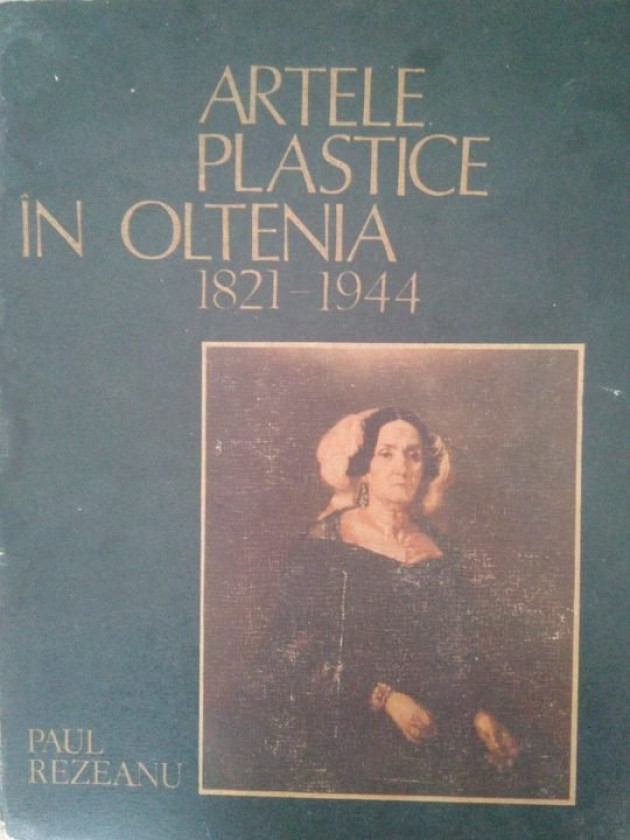 ARTELE
PLASTICE
ÎN OLTENIA
1821-1944
PAUL
REZEANU